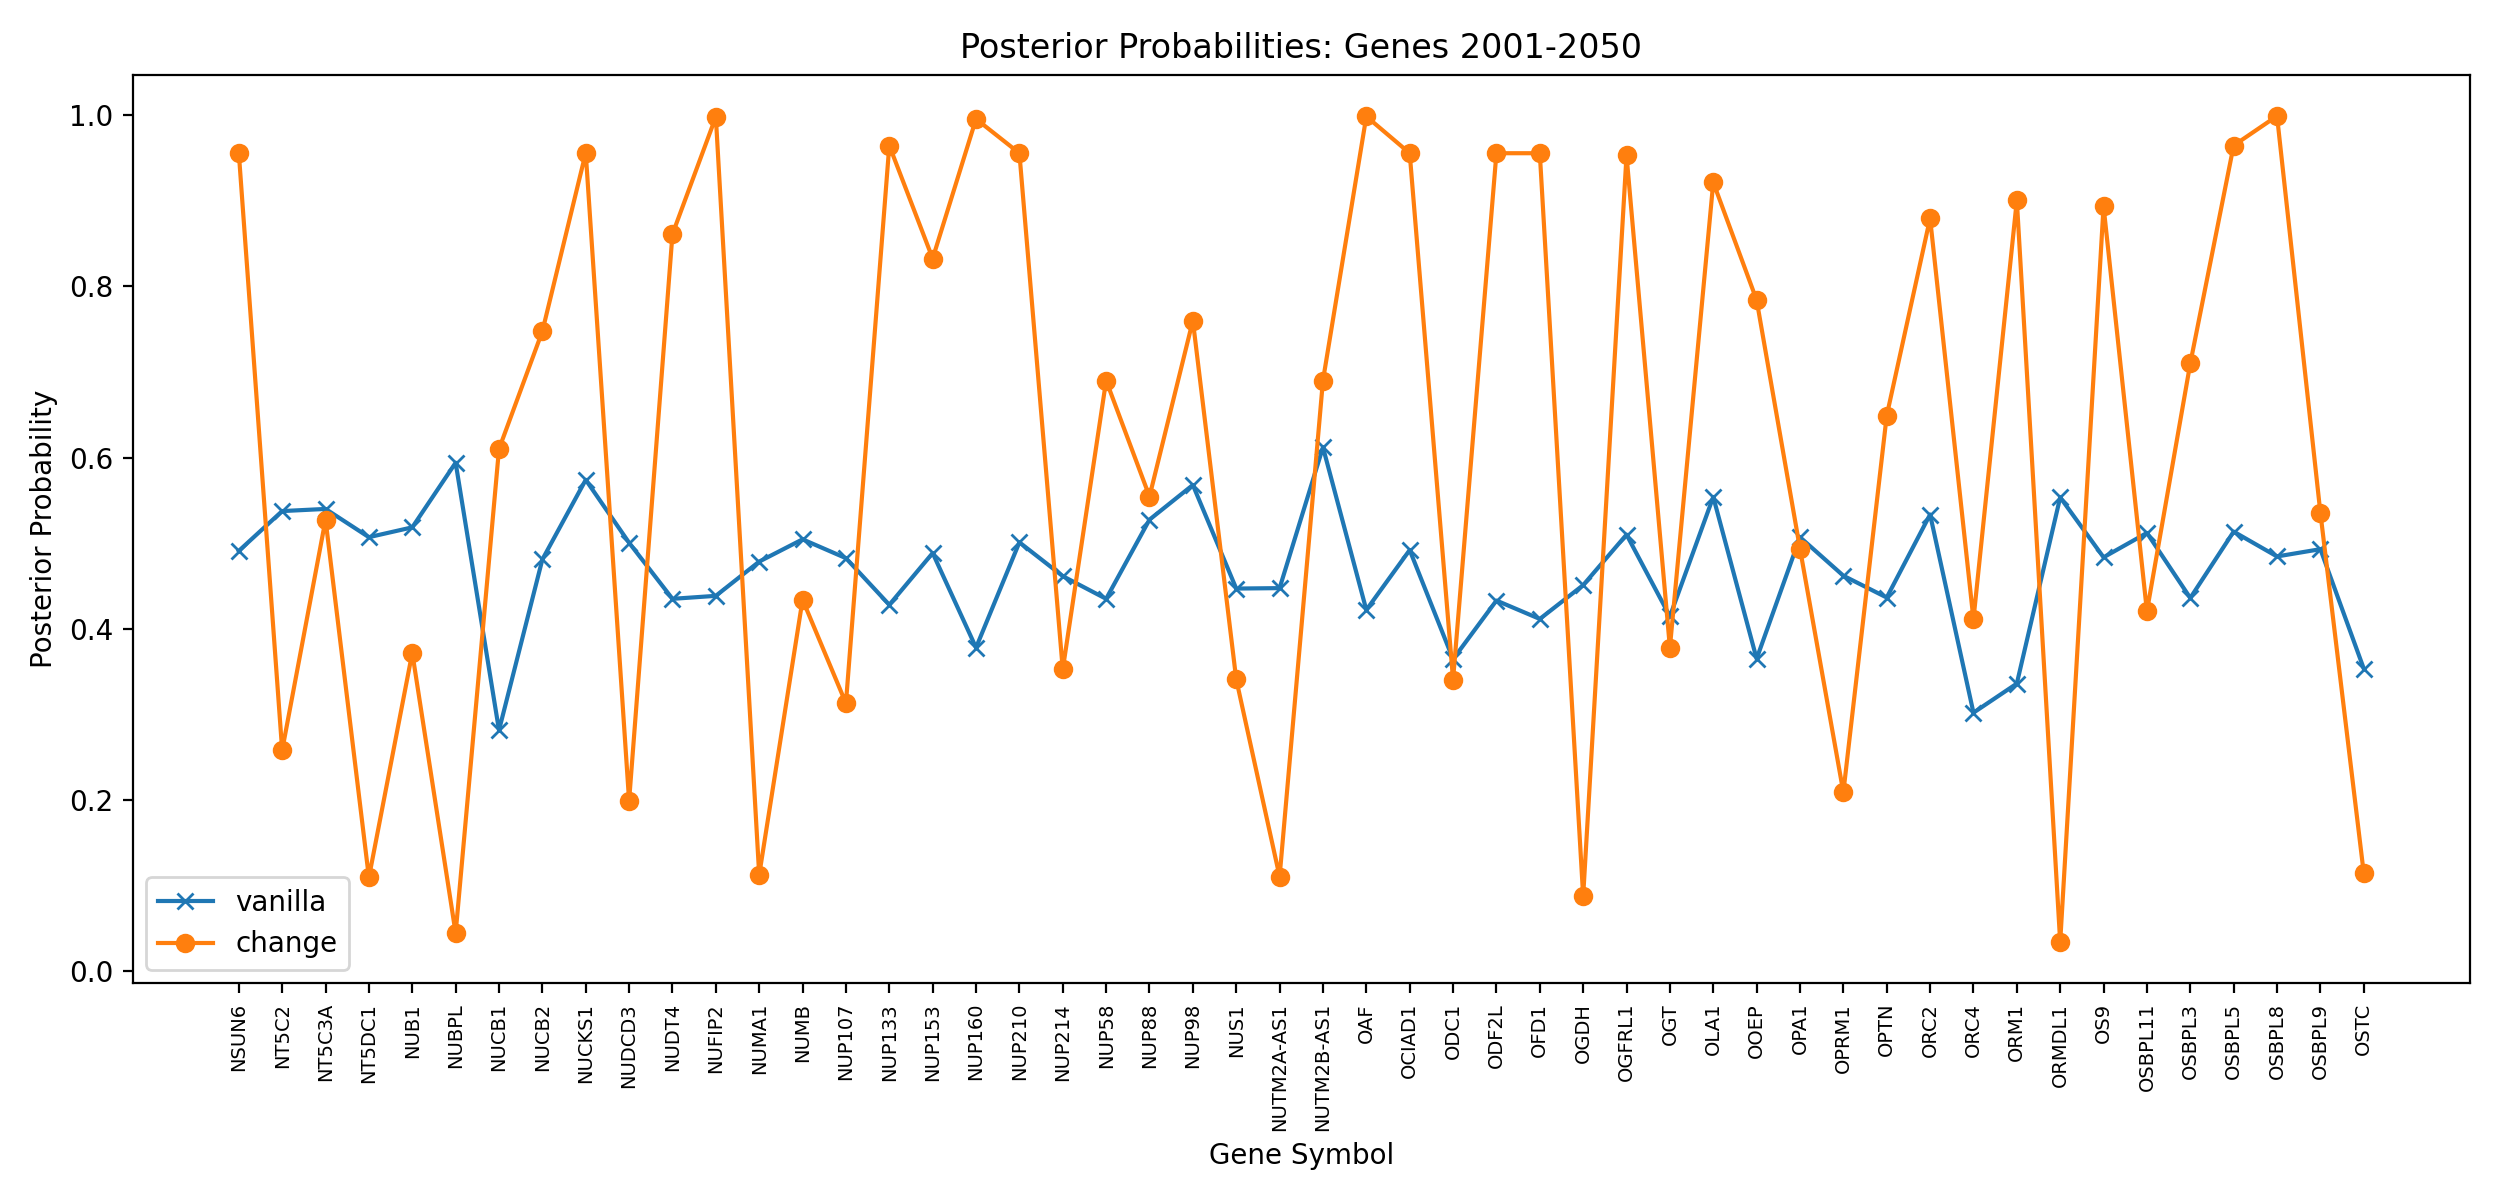 Posterior Probabilities: Genes 2001-2050
Posterior Probability
1.0
0.8
0.6
0.4
0.2
0.0
vanilla
change
NSUN6
NT5C2
NT5C3A
NT5DC1
NUB1
NUBPL
NUCB1
NUCB2
NUCKS1
NUDCD3
NUDT4
NUFIP2
NUMA1
NUMB
NUP107
NUP133
NUP153
NUP160
NUP210
NUP214
NUP58
NUP88
NUP98
NUS1
NUTM2A-AS1
NUTM2B-AS1
OAF
OCIAD1
ODC1
ODF2L
OFD1
OGDH
OGFRL1
OGT
OLA1
OOEP
OPA1
OPRM1
OPTN
ORC2
ORC4
ORM1
ORMDL1
OS9
OSBPL11
OSBPL3
OSBPL5
OSBPL8
OSBPL9
OSTC
Gene Symbol